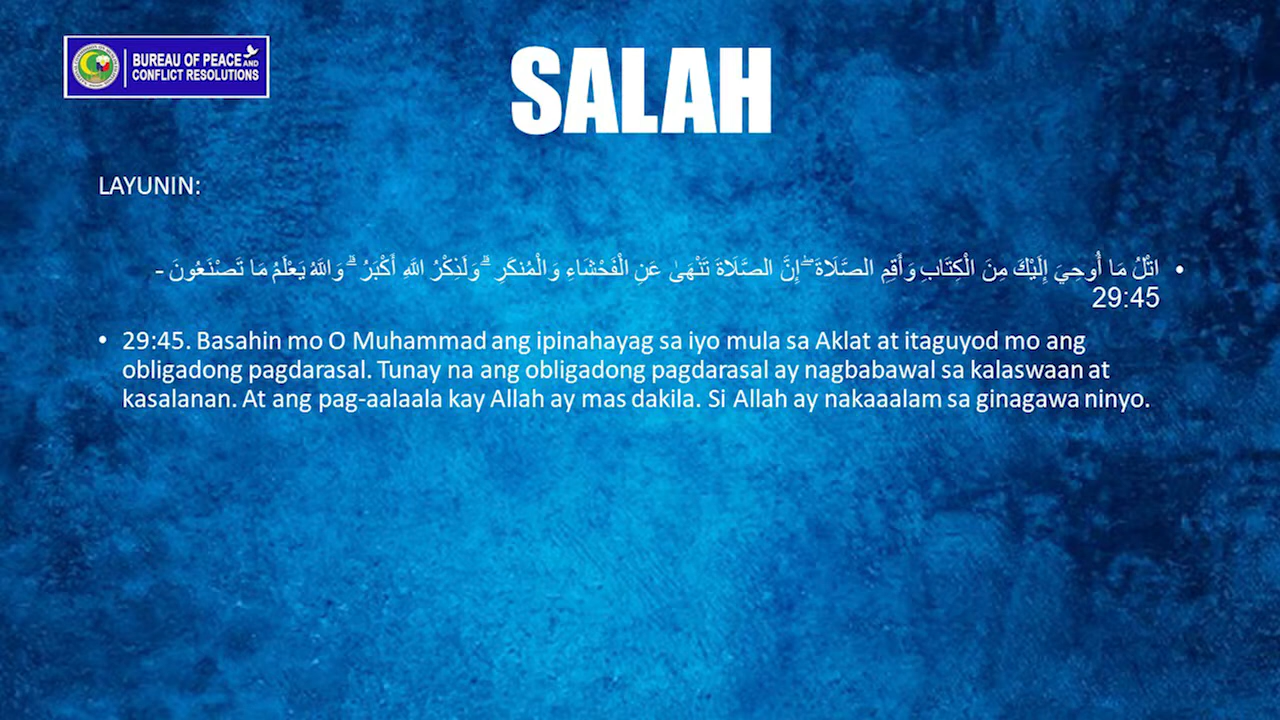 BUREAU OF PEACE AND
CONFLICT RESOLUTIONS
SALAH
LAYUNIN:
• اتْلُ مَا أُوحِيَ إِلَيْكَ مِنَ الْكِتَابِ وَأَقِمِ الصَّلَاةَ ۖ إِنَّ الصَّلَاةَ تَنْهَىٰ عَنِ الْفَحْشَاءِ وَالْمُنكَرِ ۗ وَلَذِكْرُ اللَّهِ أَكْبَرُ ۗ وَاللَّهُ يَعْلَمُ مَا تَصْنَعُونَ -
29:45
• 29:45. Basahin mo O Muhammad ang ipinahayag sa iyo mula sa Aklat at itaguyod mo ang
obligadong pagdarasal. Tunay na ang obligadong pagdarasal ay nagbabawal sa kalaswaan at
kasalanan. At ang pag-aalaala kay Allah ay mas dakila. Si Allah ay nakaaalam sa ginagawa ninyo.